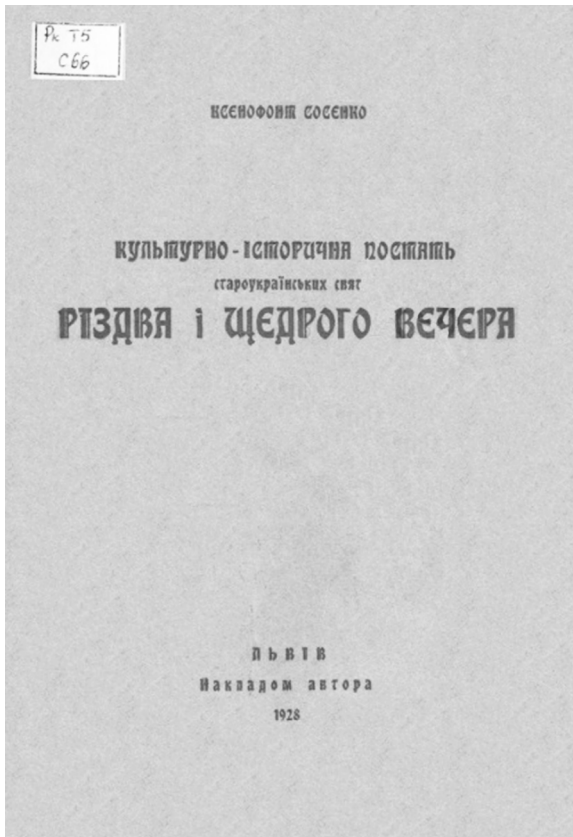 Рк Т5
С66
КСЕНОФОНТ СОСЕНКО
КУЛЬТУРНО-ІСТОРИЧНА ПОСТАТЬ
староукраїнських свят
РІЗДВА І ЩЕДРОГО ВЕЧЕРА
ЛЬВІВ
Накладом автора
1928